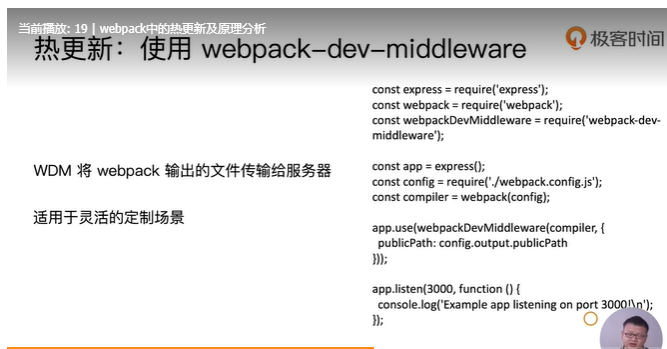 当前播放: 19 | webpack中的热更新及原理分析
热更新：使用 webpack-dev-middleware
极客时间
const express = require('express');
const webpack = require('webpack');
const webpackDevMiddleware = require('webpack-dev-
middleware');
WDM 将 webpack 输出的文件传输给服务器
const app = express();
const config = require('./webpack.config.js');
const compiler = webpack(config);
适用于灵活的定制场景
app.use(webpackDevMiddleware(compiler, {
publicPath: config.output.publicPath
}));
app.listen(3000, function () {
console.log('Example app listening on port 3000!\n');
});